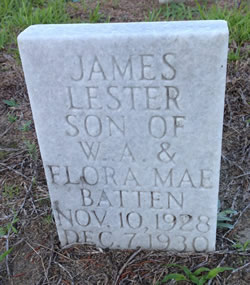 JAMES
LESTER
SON OF
W. A. &
FLORA MAE
BATTEN
NOV. 10, 1928
DEC. 7, 1930